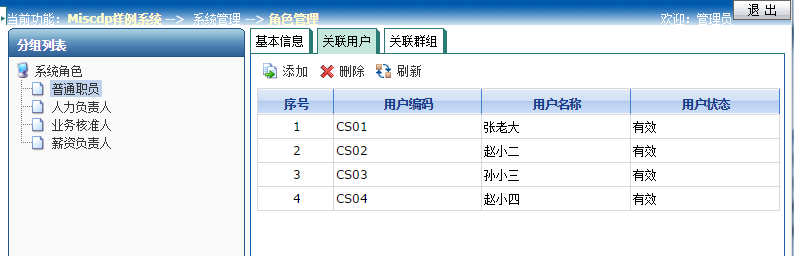 当前功能：Miscdp样例系统 --> 系统管理 --> 角色管理 欢迎：管理员 退 出
分组列表
系统角色
普通职员
人力负责人
业务核准人
薪资负责人
基本信息 关联用户 关联群组
添加 删除 刷新
序号 用户编码 用户名称 用户状态
1 CS01 张老大 有效
2 CS02 赵小二 有效
3 CS03 孙小三 有效
4 CS04 赵小四 有效